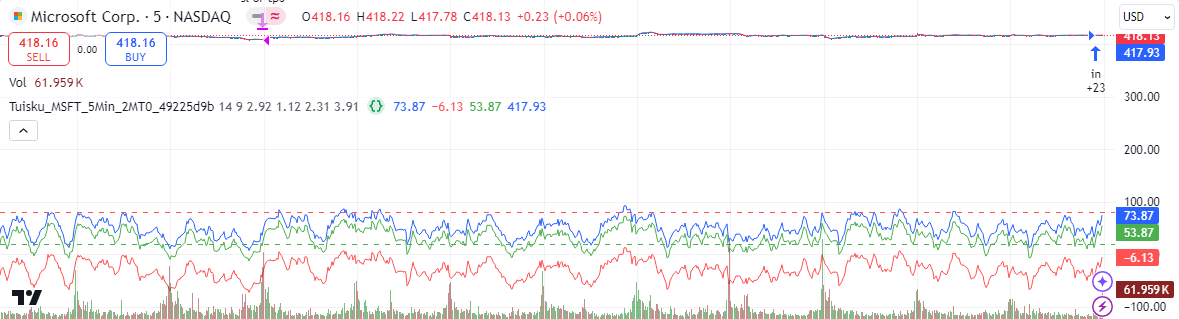 Microsoft Corp. · 5 · NASDAQ O418.16 H418.22 L417.78 C418.13 +0.23 (+0.06%)
USD
418.16
SELL
0.00
418.16
BUY
418.13
417.93
Vol 61.959 K
in
+23
Tuisku_MSFT_5Min_2MT0_49225d9b 14 9 2.92 1.12 2.31 3.91 {} 73.87 −6.13 53.87 417.93
300.00
200.00
100.00
73.87
53.87
−6.13
61.959 K
−100.00